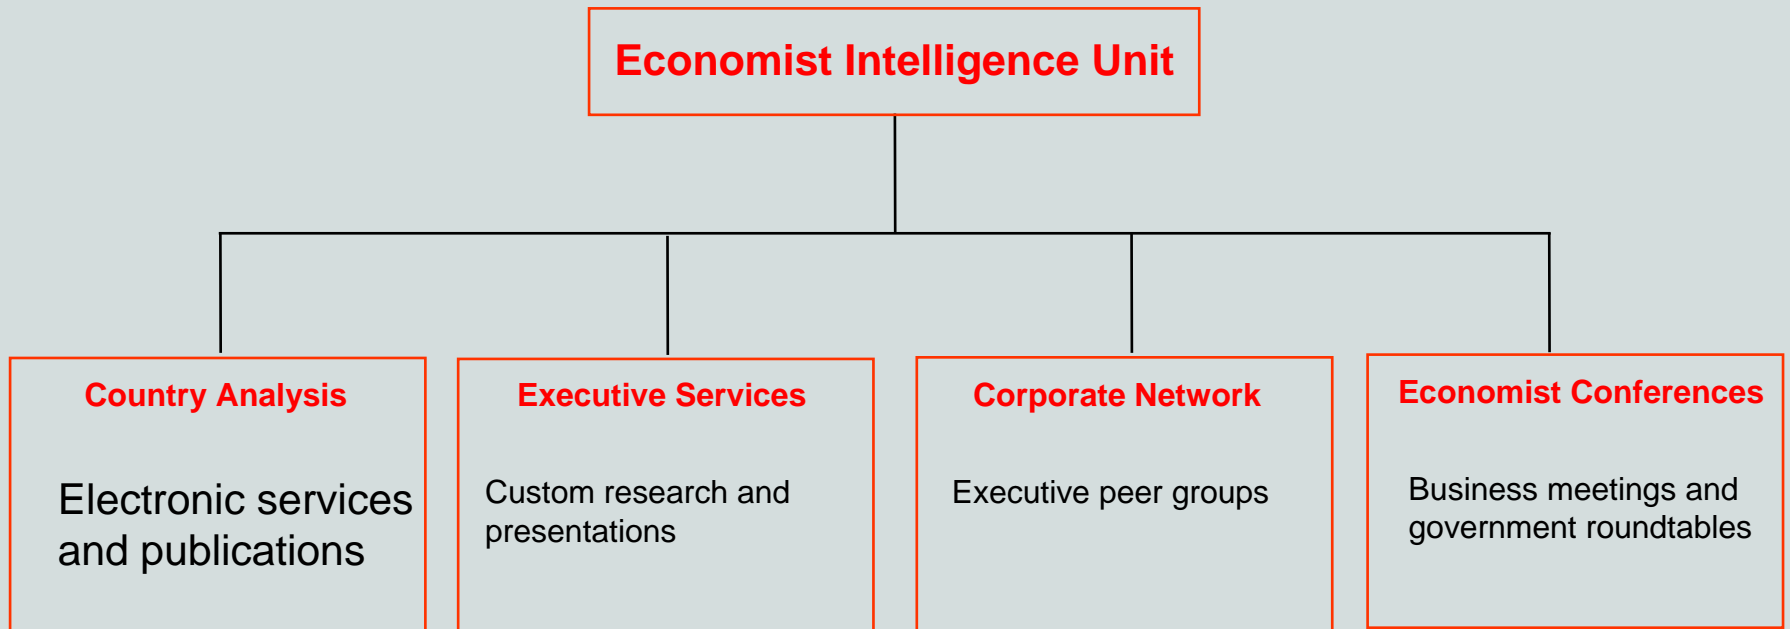 Economist Intelligence Unit
Country Analysis
Electronic services
and publications
Executive Services
Custom research and
presentations
Corporate Network
Executive peer groups
Economist Conferences
Business meetings and
government roundtables